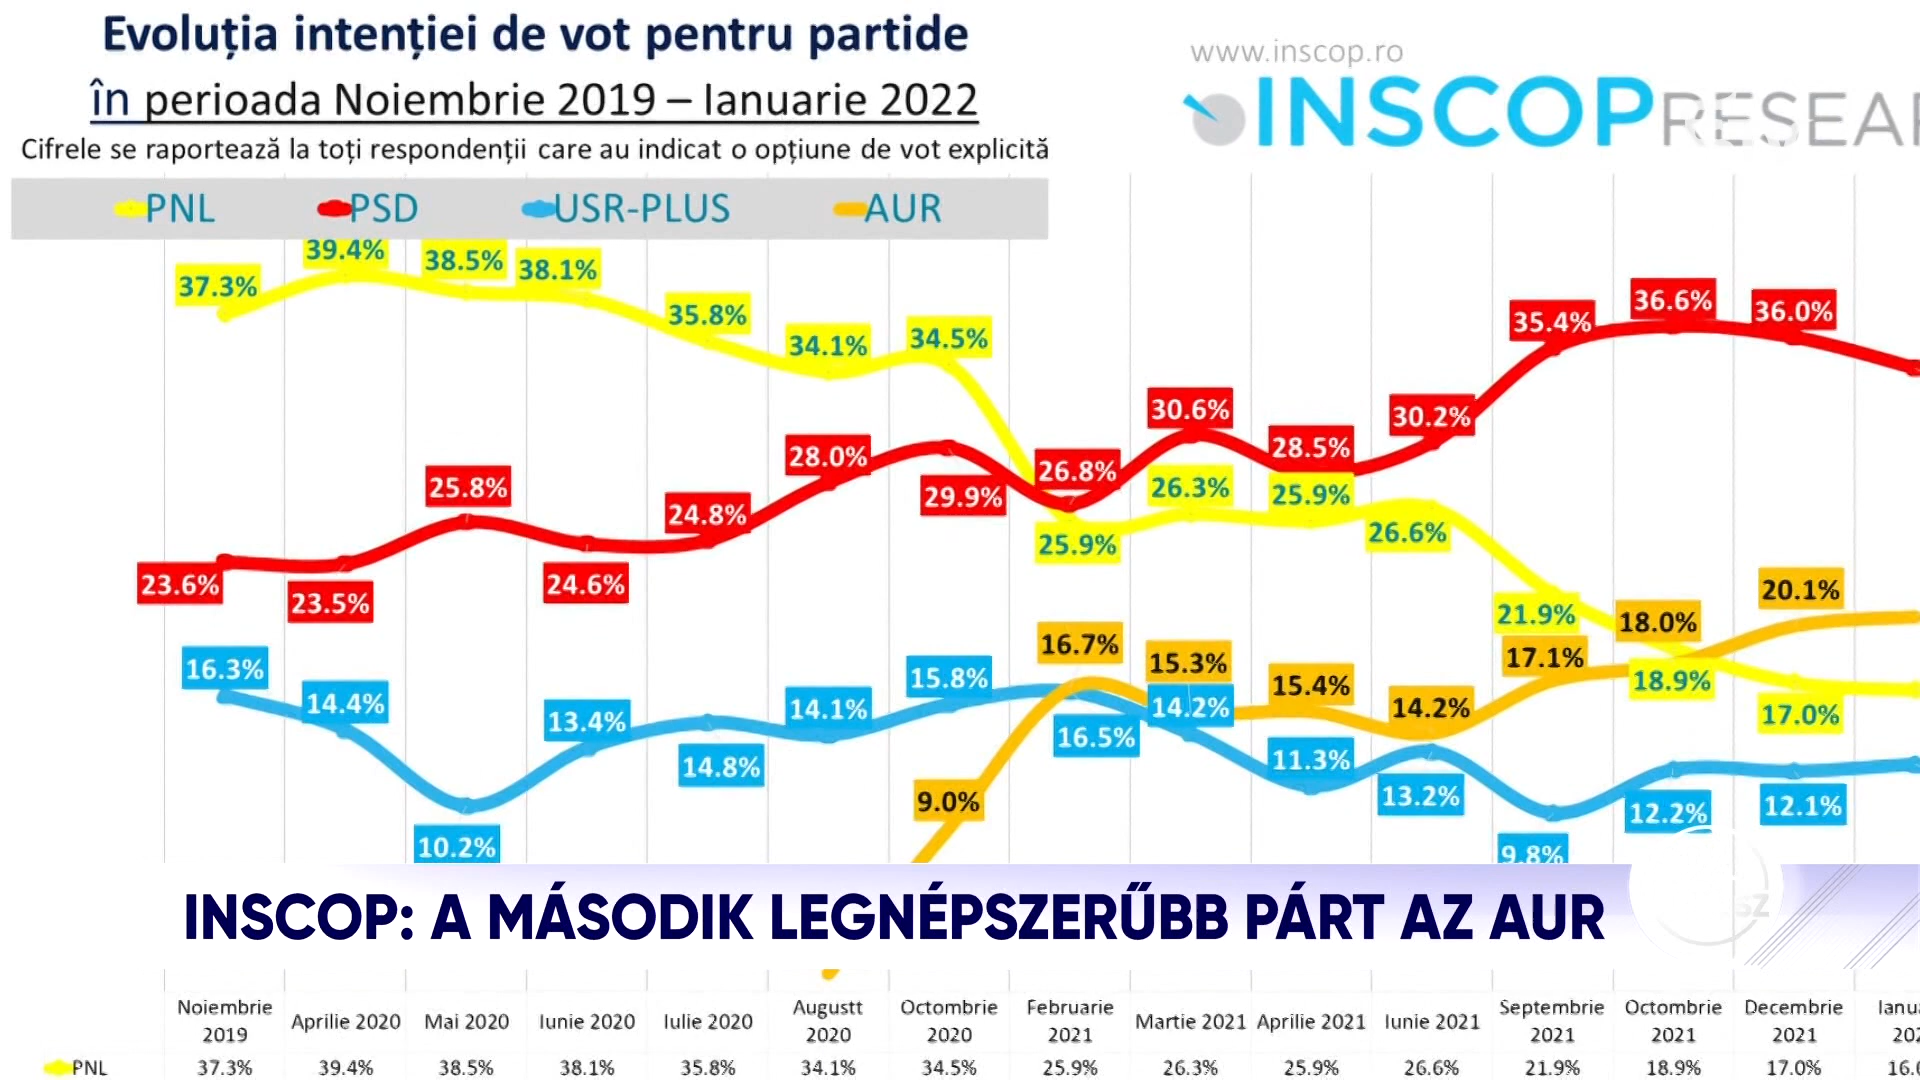 Evoluția intenției de vot pentru partide
în perioada Noiembrie 2019 – Ianuarie 2022
Cifrele se raportează la toți respondenții care au indicat o opțiune de vot explicită
www.inscop.ro
INSCOP RESEAR
PNL PSD USR-PLUS AUR
37.3% 39.4% 38.5% 38.1% 35.8% 34.1% 34.5% 25.9% 26.3% 25.9% 26.6% 21.9% 18.9% 17.0%
23.6% 23.5% 25.8% 24.6% 24.8% 28.0% 29.9% 26.8% 30.6% 28.5% 30.2% 35.4% 36.6% 36.0%
9.0% 16.7% 15.3% 15.4% 14.2% 17.1% 18.0% 20.1%
16.3% 14.4% 10.2% 13.4% 14.8% 14.1% 15.8% 16.5% 14.2% 11.3% 13.2% 9.8% 12.2% 12.1%
INSCOP: A MÁSODIK LEGNÉPSZERŰBB PÁRT AZ AUR
Noiembrie 2019 Aprilie 2020 Mai 2020 Iunie 2020 Iulie 2020 Augustt 2020 Octombrie 2020 Februarie 2021 Martie 2021 Aprilie 2021 Iunie 2021 Septembrie 2021 Octombrie 2021 Decembrie 2021
PNL 37.3% 39.4% 38.5% 38.1% 35.8% 34.1% 34.5% 25.9% 26.3% 25.9% 26.6% 21.9% 18.9% 17.0%